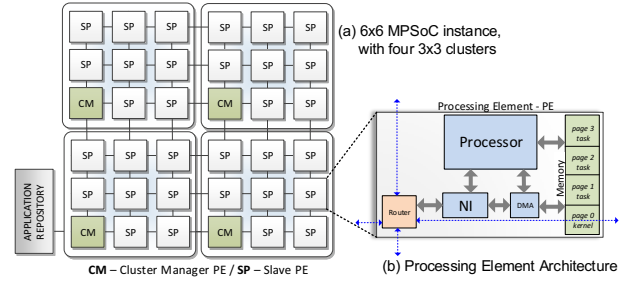 SP SP SP SP SP SP
(a) 6x6 MPSoC instance,
with four 3x3 clusters
SP SP SP SP SP SP
CM SP SP CM SP SP
SP SP SP SP SP SP
SP SP SP SP SP SP
CM SP SP CM SP SP
APPLICATION
REPOSITORY
CM – Cluster Manager PE / SP – Slave PE
Processing Element - PE
Processor
Router
NI
DMA
Memory
page 3
task
page 2
task
page 1
task
page 0
kernel
(b) Processing Element Architecture